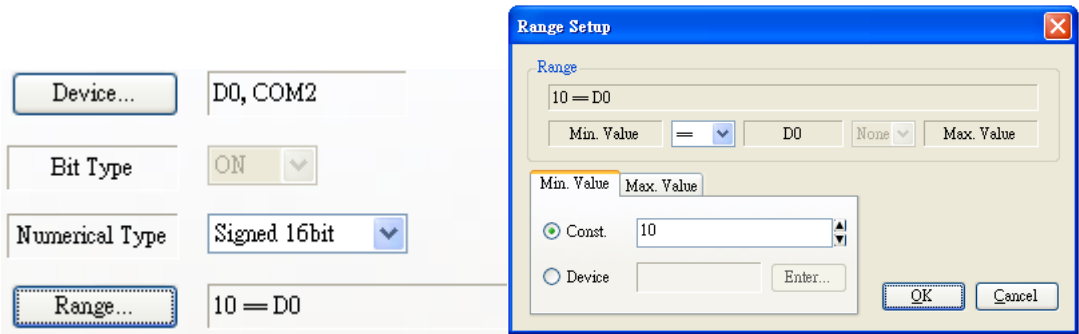 Device... D0, COM2
Bit Type ON
Numerical Type Signed 16bit
Range... 10 == D0
Range Setup
Range
10 == D0
Min. Value == D0 None Max. Value
Min. Value Max. Value
Const. 10
Device Enter...
OK Cancel